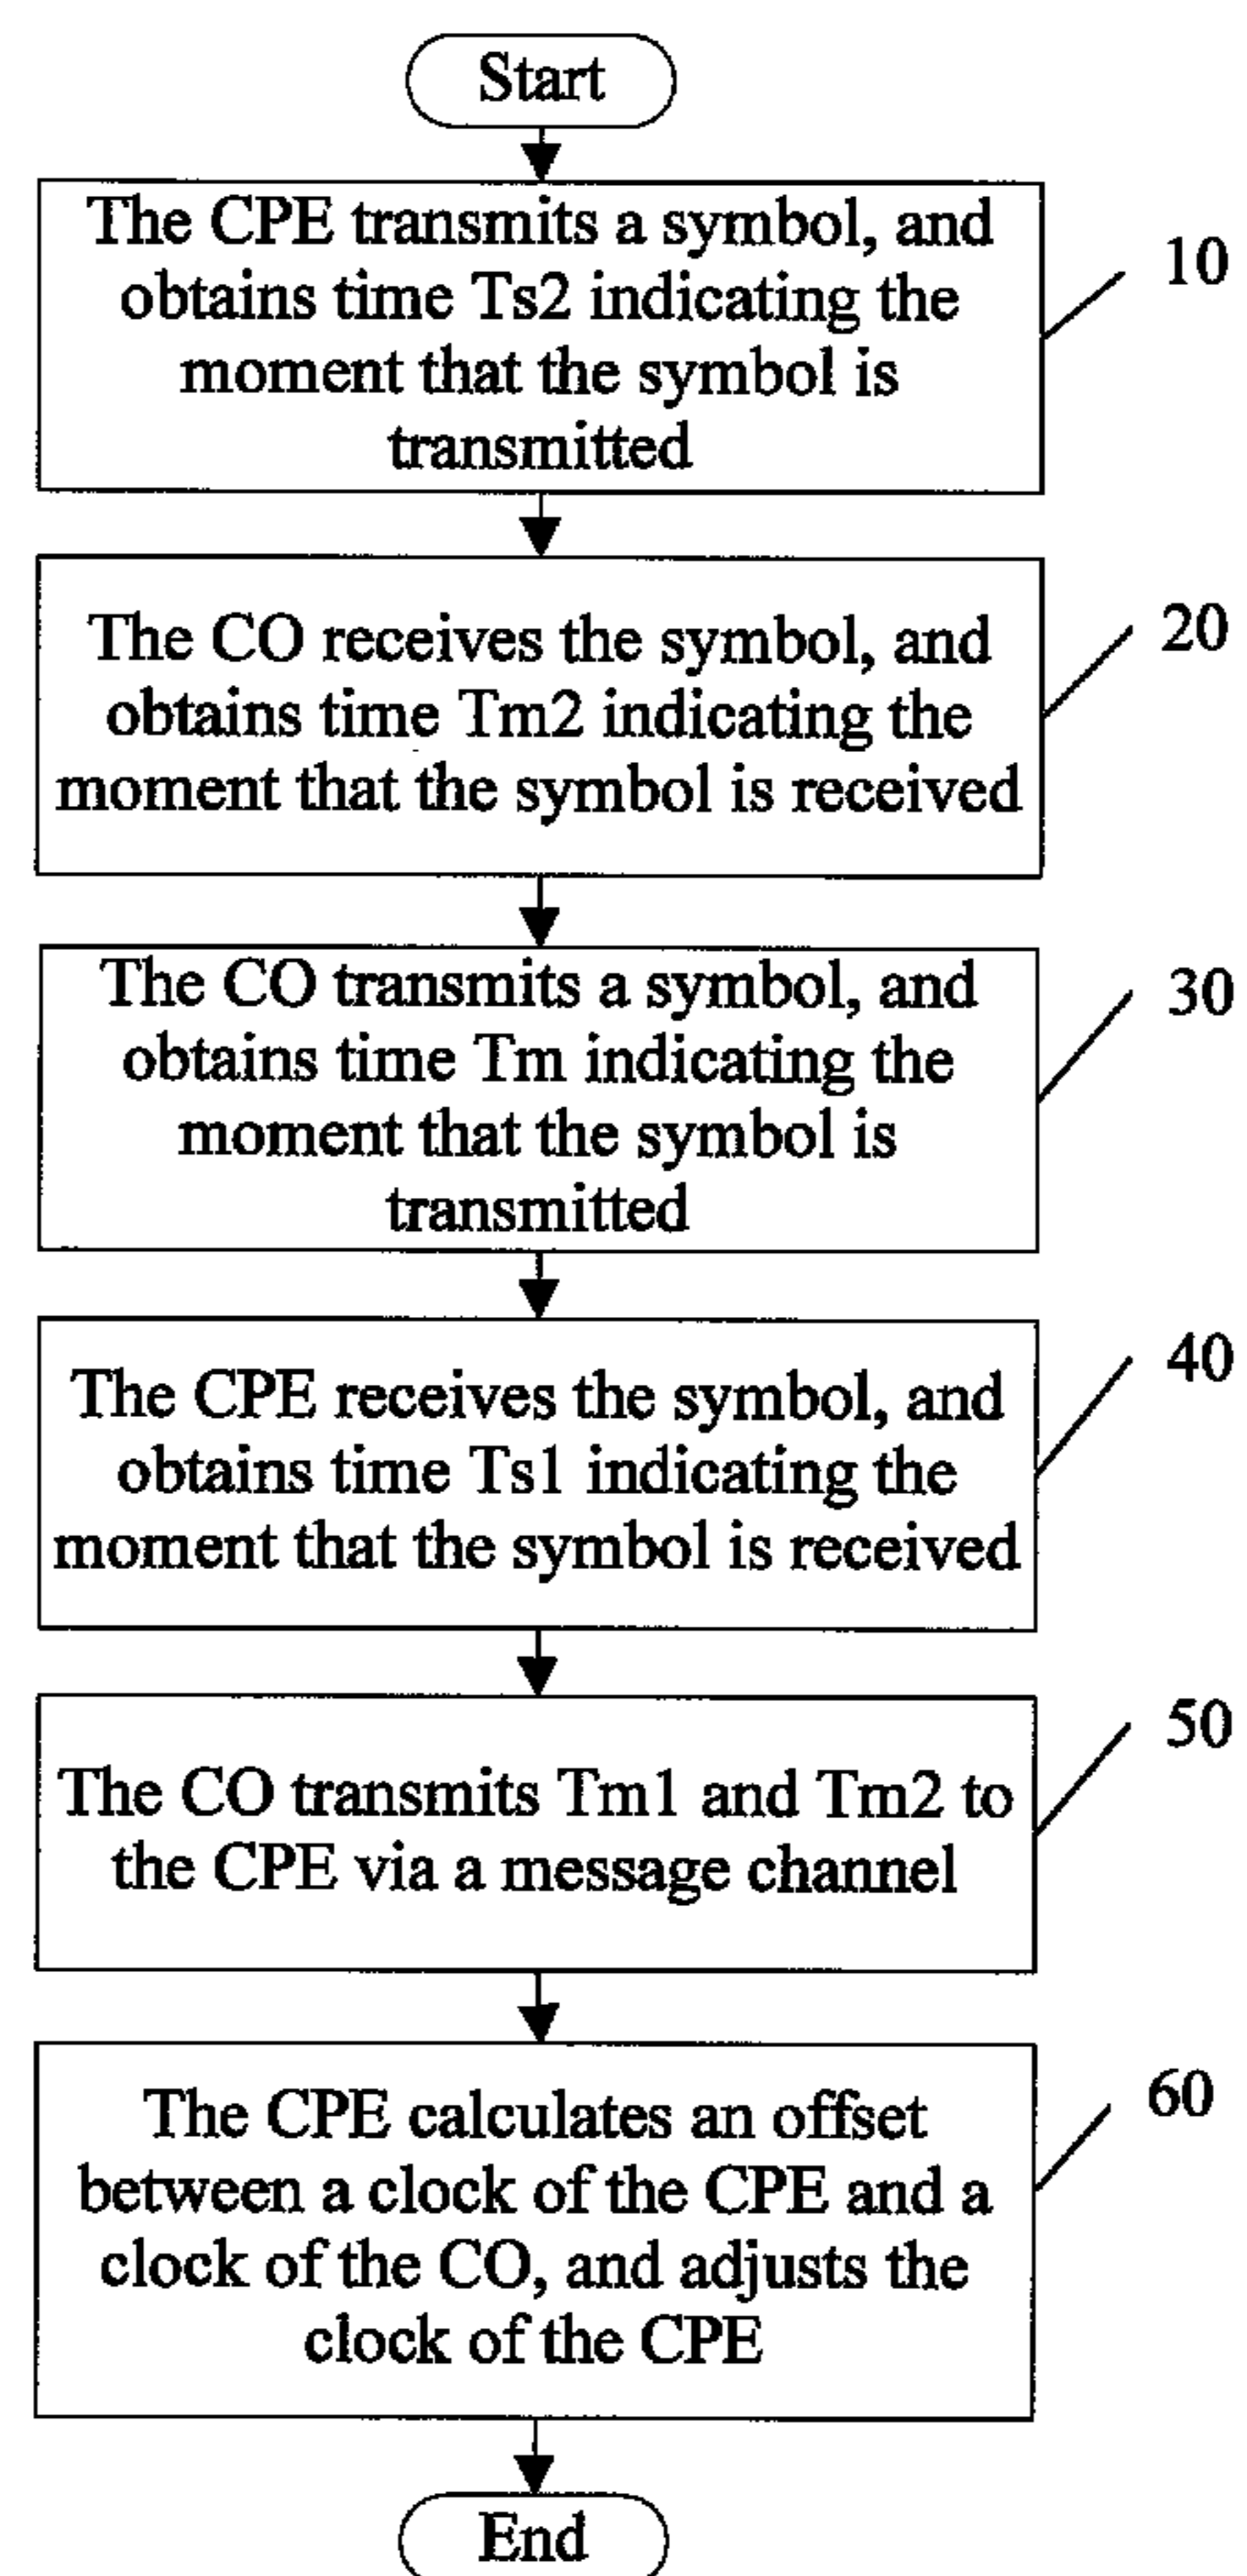 Start
The CPE transmits a symbol, and
obtains time Ts2 indicating the
moment that the symbol is
transmitted
10
The CO receives the symbol, and
obtains time Tm2 indicating the
moment that the symbol is received
20
The CO transmits a symbol, and
obtains time Tm indicating the
moment that the symbol is
transmitted
30
The CPE receives the symbol, and
obtains time Ts1 indicating the
moment that the symbol is received
40
The CO transmits Tm1 and Tm2 to
the CPE via a message channel
50
The CPE calculates an offset
between a clock of the CPE and a
clock of the CO, and adjusts the
clock of the CPE
60
End